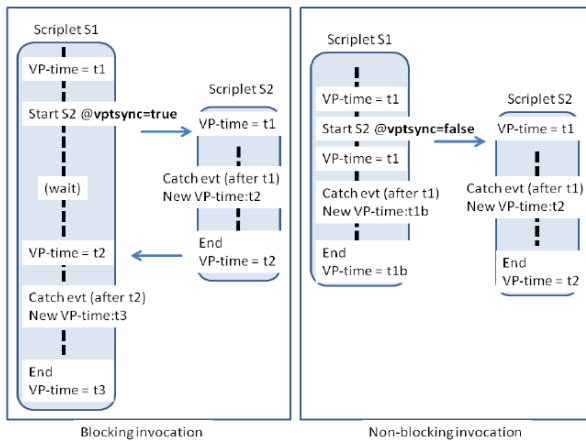 Scriplet S1
VP-time = t1
Start S2 @vptsync=true
(wait)
VP-time = t2
Catch evt (after t2)
New VP-time:t3
End
VP-time = t3
Scriplet S2
VP-time = t1
Catch evt (after t1)
New VP-time:t2
End
VP-time = t2
Blocking invocation
Scriplet S1
VP-time = t1
Start S2 @vptsync=false
VP-time = t1
Catch evt (after t1)
New VP-time:t1b
End
VP-time = t1b
Scriplet S2
VP-time = t1
Catch evt (after t1)
New VP-time:t2
End
VP-time = t2
Non-blocking invocation